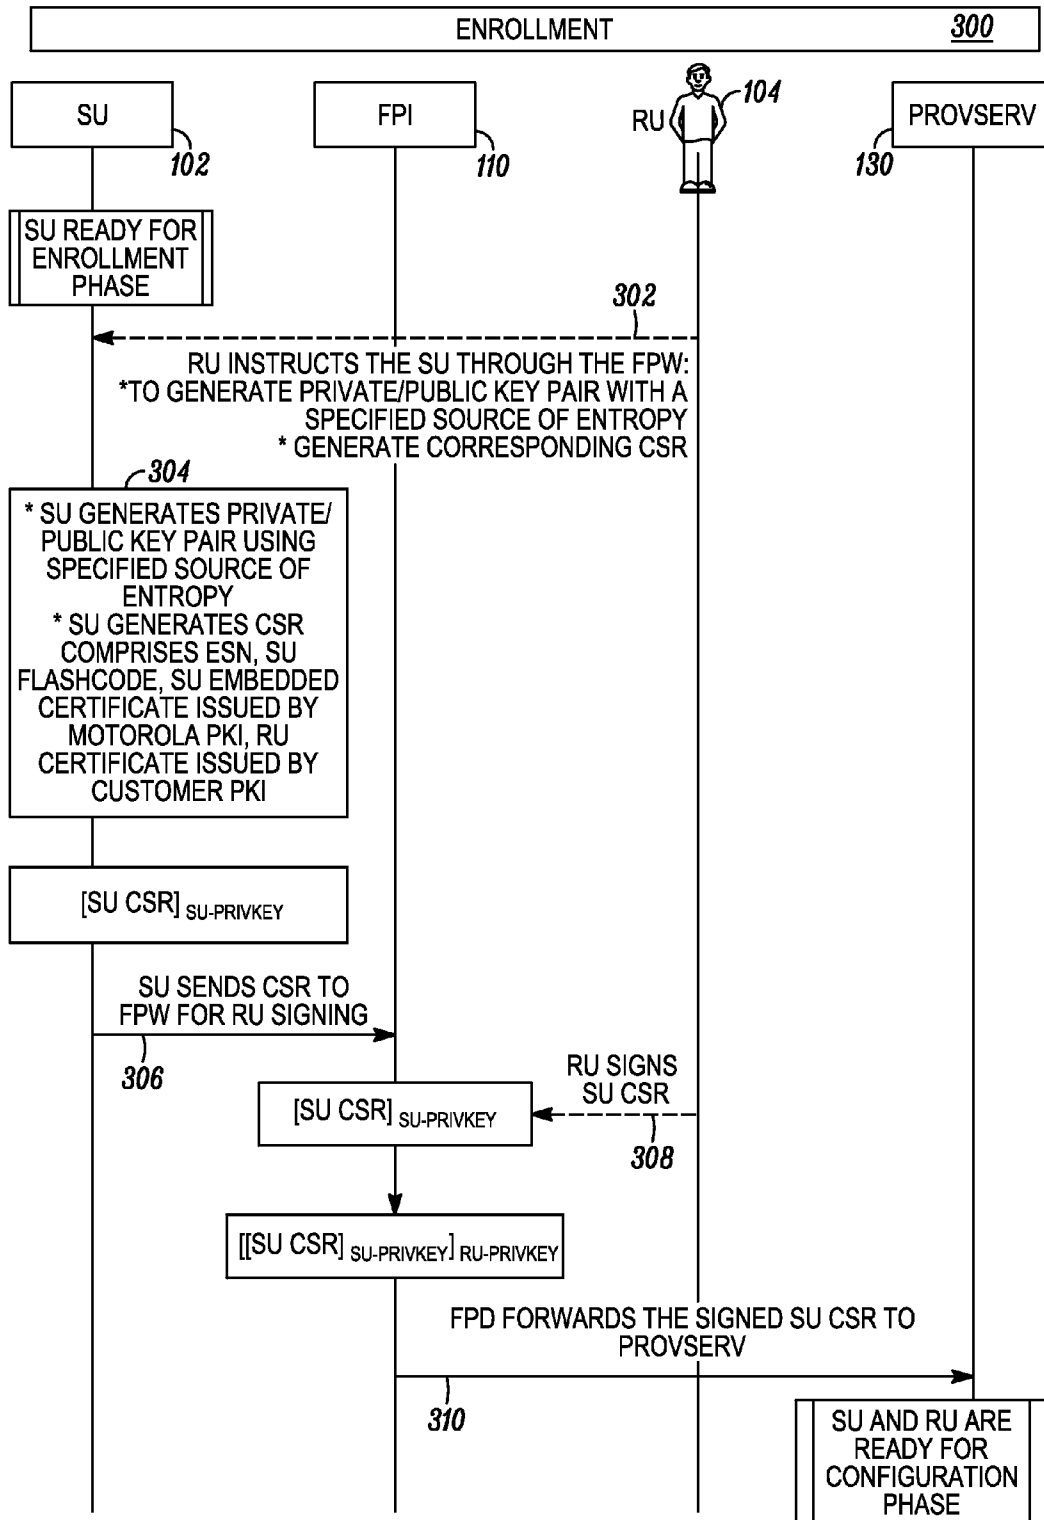 ENROLLMENT
300
SU
102
FPI
110
RU
104
PROVSERV
130
SU READY FOR
ENROLLMENT
PHASE
302
RU INSTRUCTS THE SU THROUGH THE FPW:
*TO GENERATE PRIVATE/PUBLIC KEY PAIR WITH A
SPECIFIED SOURCE OF ENTROPY
* GENERATE CORRESPONDING CSR
304
* SU GENERATES PRIVATE/
PUBLIC KEY PAIR USING
SPECIFIED SOURCE OF
ENTROPY
* SU GENERATES CSR
COMPRISES ESN, SU
FLASHCODE, SU EMBEDDED
CERTIFICATE ISSUED BY
MOTOROLA PKI, RU
CERTIFICATE ISSUED BY
CUSTOMER PKI
[SU CSR] SU-PRIVKEY
SU SENDS CSR TO
FPW FOR RU SIGNING
306
RU SIGNS
SU CSR
[SU CSR] SU-PRIVKEY
308
[[SU CSR] SU-PRIVKEY] RU-PRIVKEY
FPD FORWARDS THE SIGNED SU CSR TO
PROVSERV
310
SU AND RU ARE
READY FOR
CONFIGURATION
PHASE